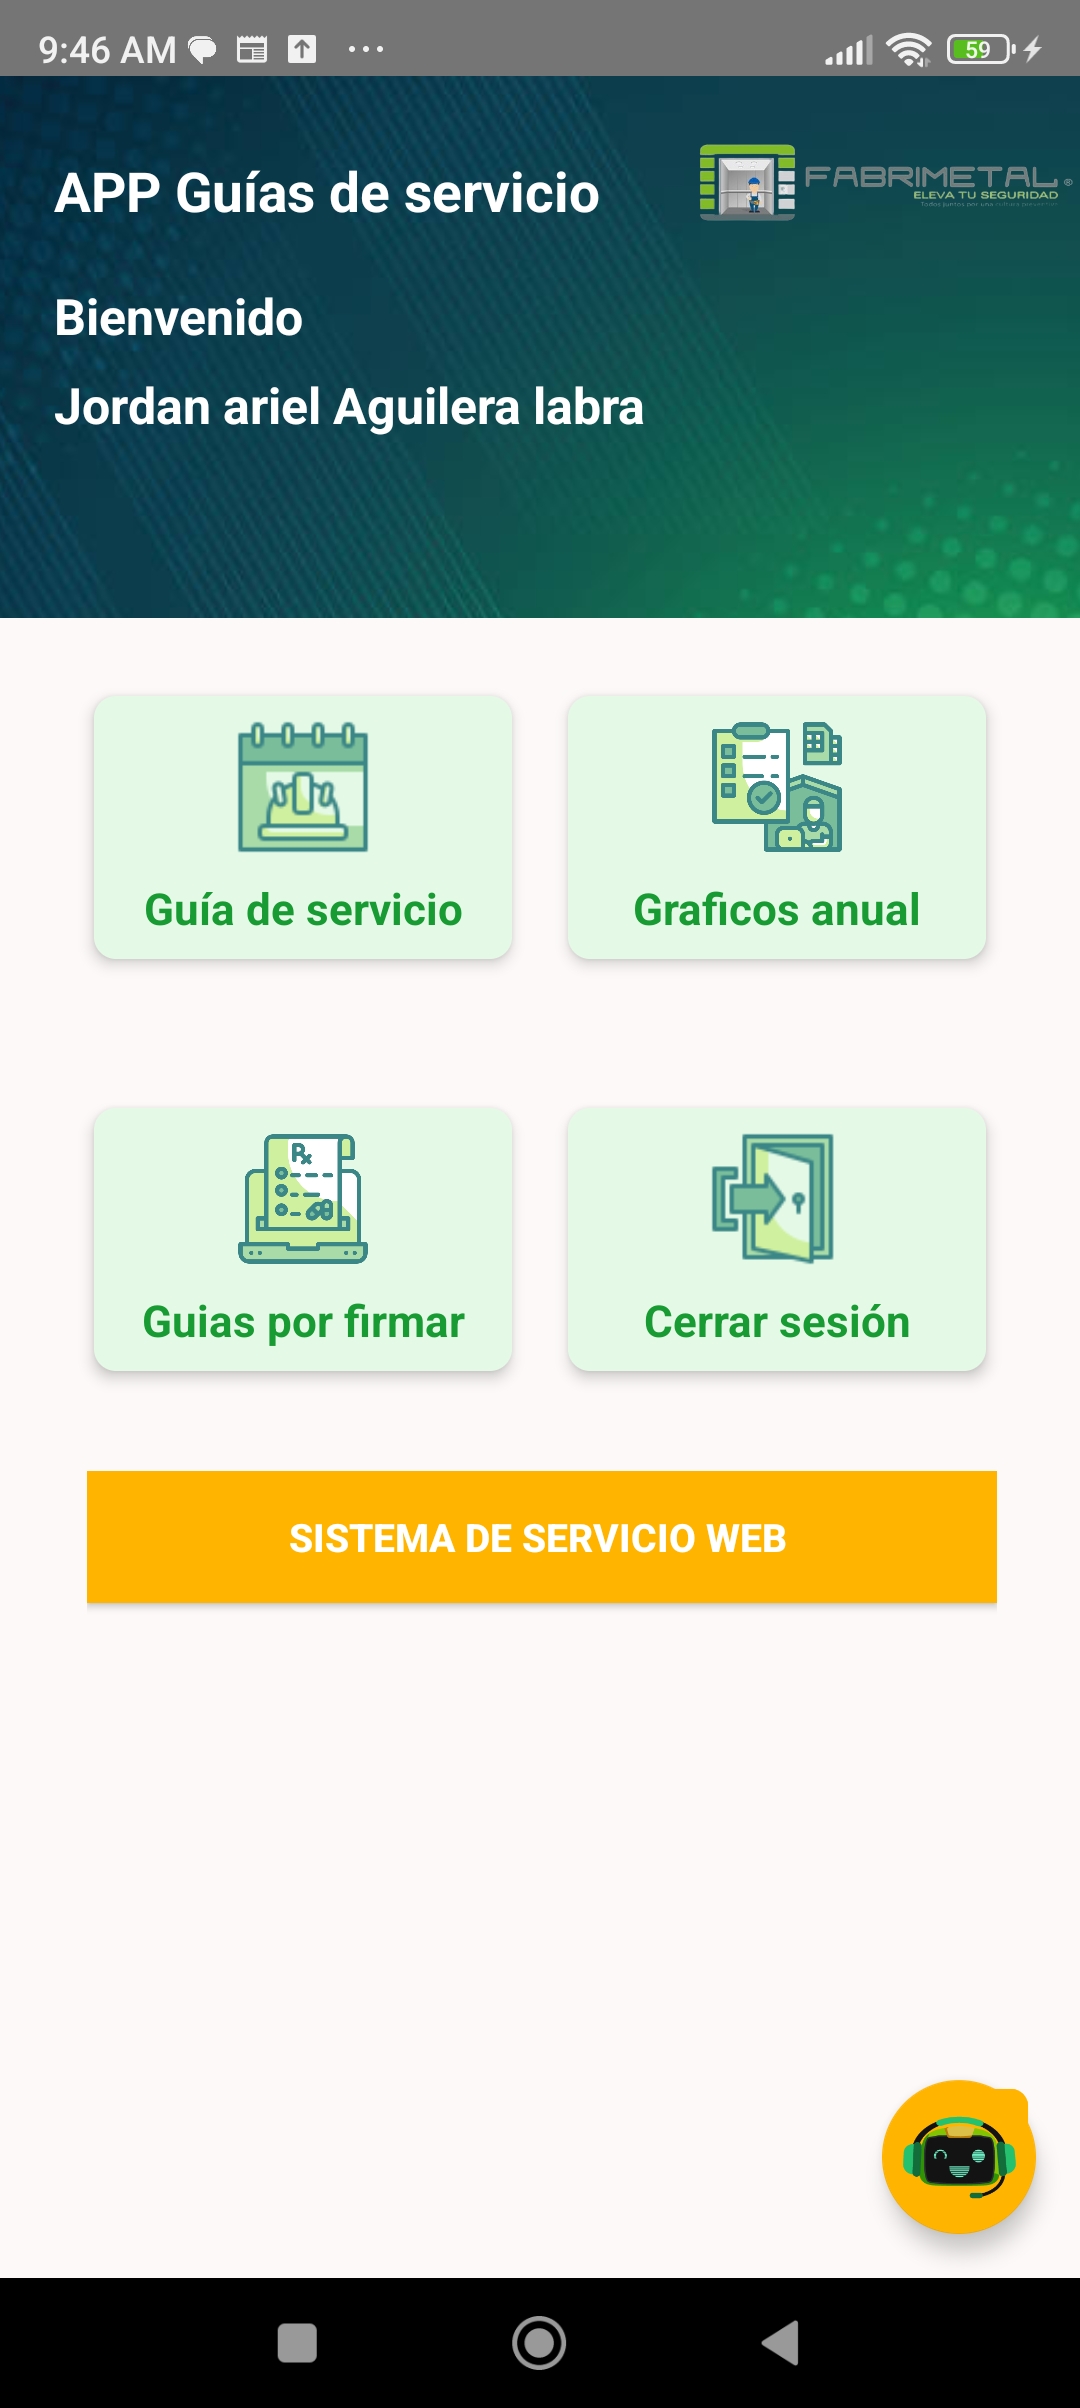 9:46 AM
59
APP Guías de servicio
FABRIMETAL ®
ELEVA TU SEGURIDAD
Bienvenido
Jordan ariel Aguilera labra
Guía de servicio
Graficos anual
Guias por firmar
Cerrar sesión
SISTEMA DE SERVICIO WEB